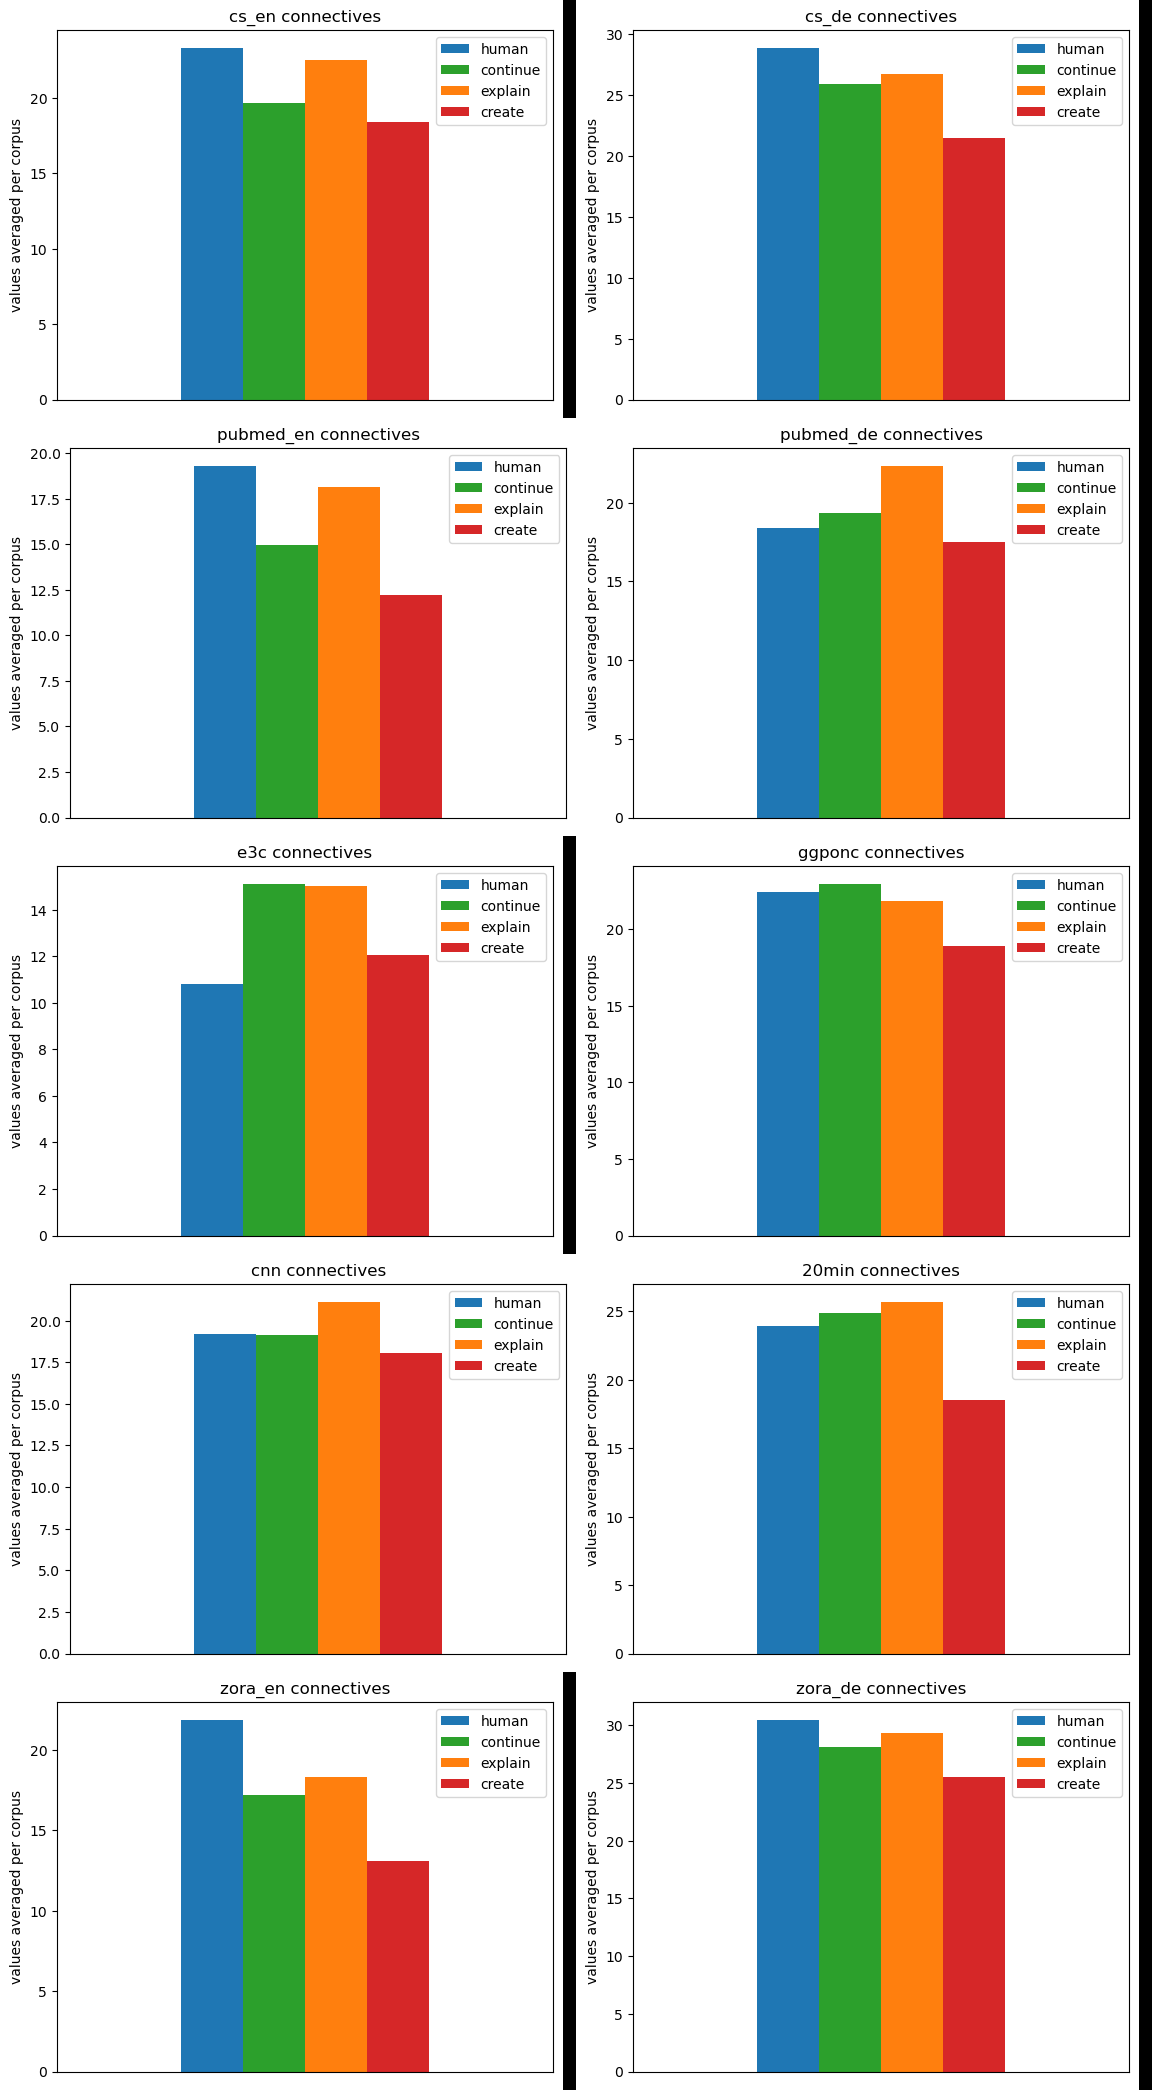 cs_en connectives
values averaged per corpus
20
15
10
5
0
human
continue
explain
create
cs_de connectives
values averaged per corpus
30
25
20
15
10
5
0
human
continue
explain
create
pubmed_en connectives
values averaged per corpus
20.0
17.5
15.0
12.5
10.0
7.5
5.0
2.5
0.0
human
continue
explain
create
pubmed_de connectives
values averaged per corpus
20
15
10
5
0
human
continue
explain
create
e3c connectives
values averaged per corpus
14
12
10
8
6
4
2
0
human
continue
explain
create
ggponc connectives
values averaged per corpus
20
15
10
5
0
human
continue
explain
create
cnn connectives
values averaged per corpus
20.0
17.5
15.0
12.5
10.0
7.5
5.0
2.5
0.0
human
continue
explain
create
20min connectives
values averaged per corpus
25
20
15
10
5
0
human
continue
explain
create
zora_en connectives
values averaged per corpus
20
15
10
5
0
human
continue
explain
create
zora_de connectives
values averaged per corpus
30
25
20
15
10
5
0
human
continue
explain
create